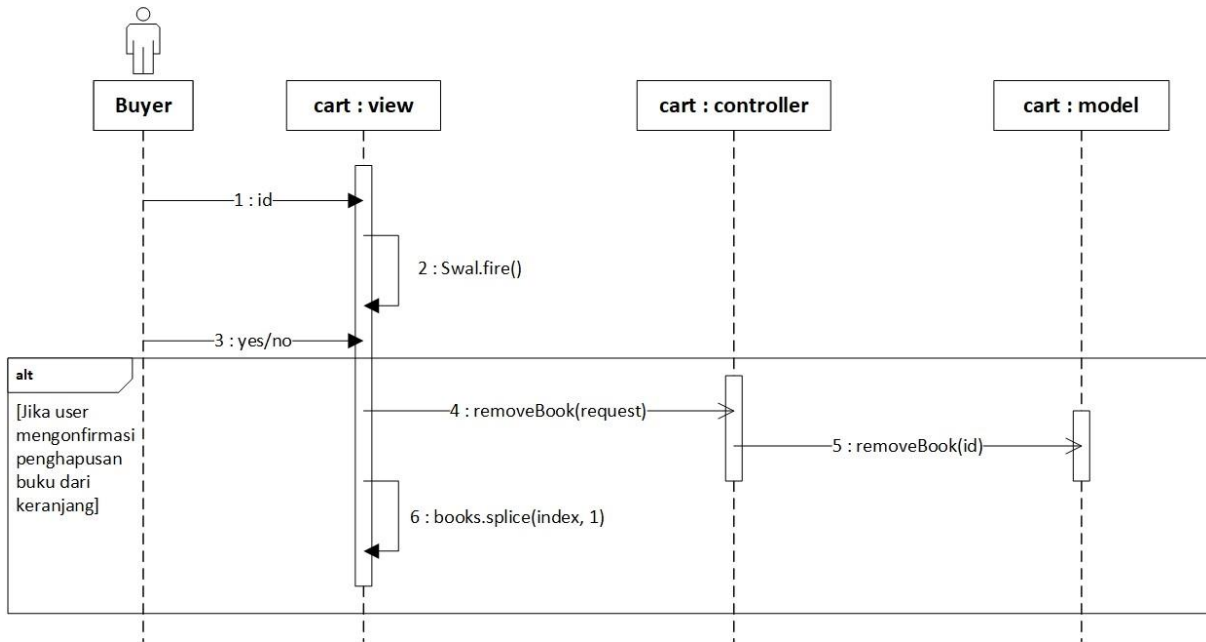 Buyer
cart : view
cart : controller
cart : model
1 : id
2 : Swal.fire()
3 : yes/no
alt
[Jika user
mengonfirmasi
penghapusan
buku dari
keranjang]
4 : removeBook(request)
5 : removeBook(id)
6 : books.splice(index, 1)